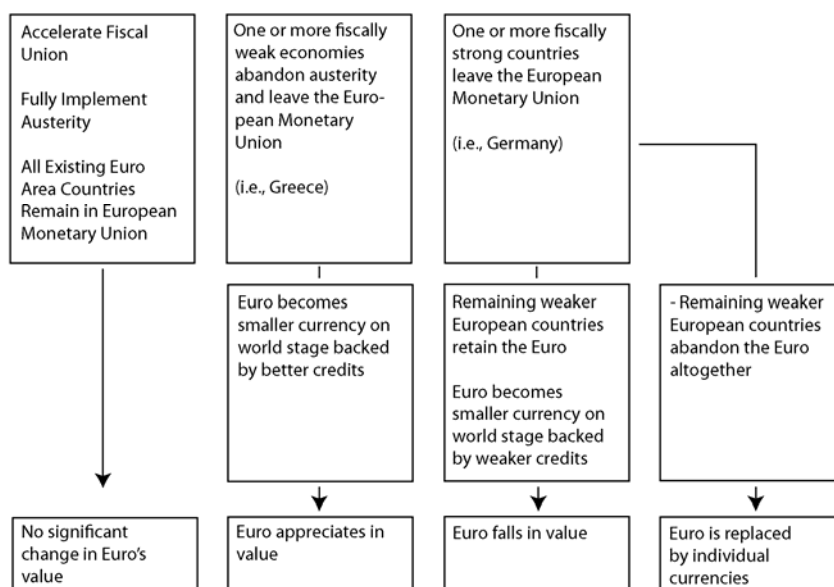 Accelerate Fiscal
Union
Fully Implement
Austerity
All Existing Euro
Area Countries
Remain in European
Monetary Union
One or more fiscally
weak economies
abandon austerity
and leave the Euro-
pean Monetary
Union
(i.e., Greece)
One or more fiscally
strong countries
leave the European
Monetary Union
(i.e., Germany)
Euro becomes
smaller currency on
world stage backed
by better credits
Remaining weaker
European countries
retain the Euro
Euro becomes
smaller currency on
world stage backed
by weaker credits
- Remaining weaker
European countries
abandon the Euro
altogether
No significant
change in Euro's
value
Euro appreciates in
value
Euro falls in value
Euro is replaced
by individual
currencies